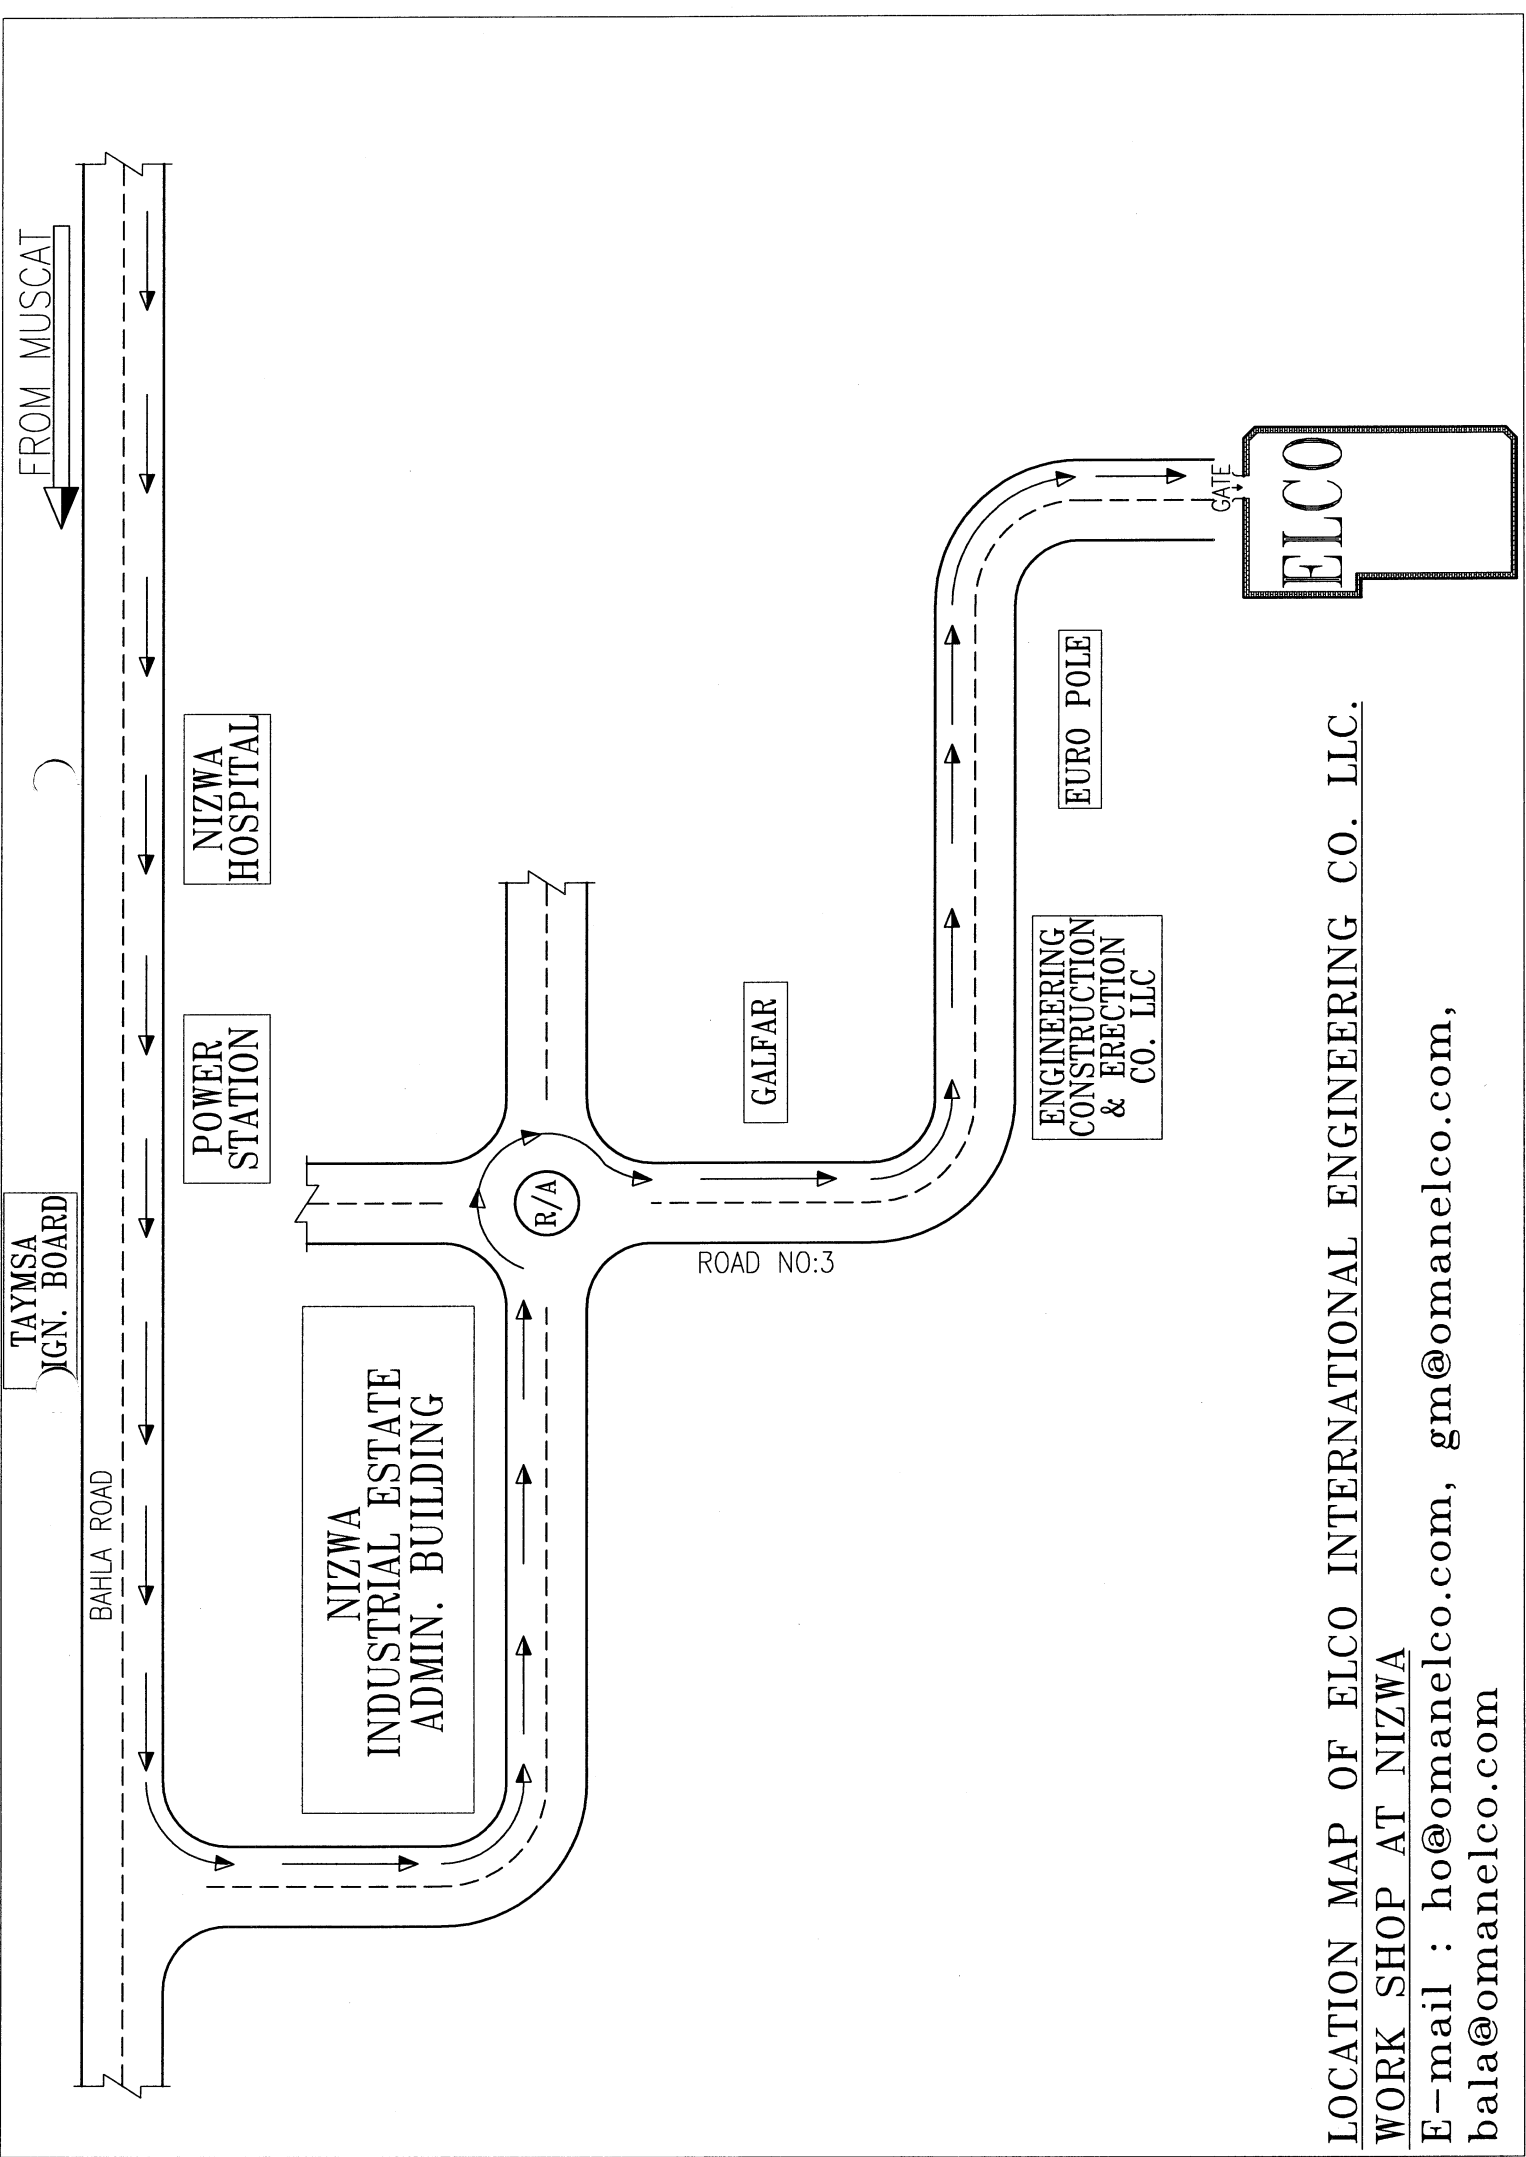 FROM MUSCAT
TAYMSA
IGN. BOARD
BAHLA ROAD
NIZWA
HOSPITAL
POWER
STATION
NIZWA
INDUSTRIAL ESTATE
ADMIN. BUILDING
R/A
ROAD NO:3
GALFAR
ENGINEERING
CONSTRUCTION
& ERECTION
CO. LLC
EURO POLE
GATE
ELCO
LOCATION MAP OF ELCO INTERNATIONAL ENGINEERING CO. LLC.
WORK SHOP AT NIZWA
E-mail : ho@omanelco.com, gm@omanelco.com,
bala@omanelco.com